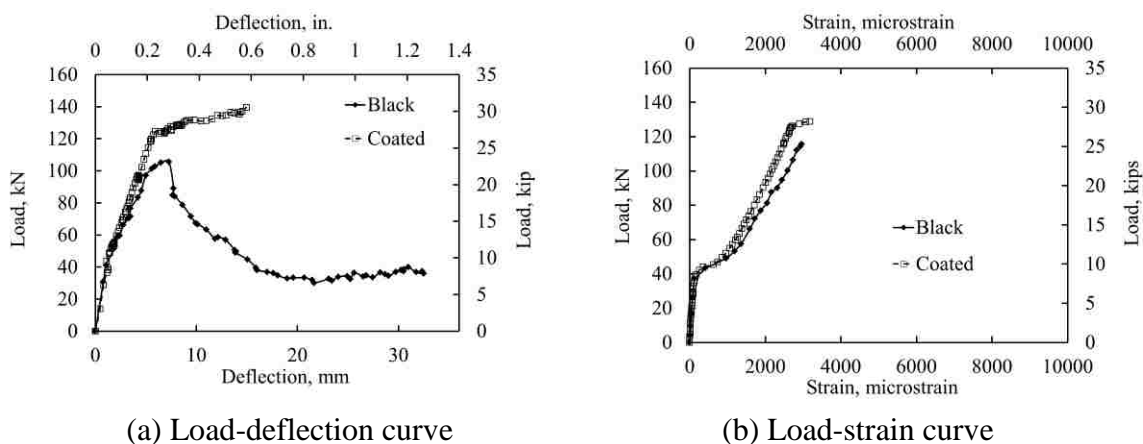 Deflection, in.
0 0.2 0.4 0.6 0.8 1 1.2 1.4
160 140 120 100 80 60 40 20 0
Load, kN
Black
Coated
35 30 25 20 15 10 5 0
Load, kip
0 10 20 30
Deflection, mm
(a) Load-deflection curve
Strain, microstrain
0 2000 4000 6000 8000 10000
160 140 120 100 80 60 40 20 0
Load, kN
Black
Coated
35 30 25 20 15 10 5 0
Load, kips
0 2000 4000 6000 8000 10000
Strain, microstrain
(b) Load-strain curve